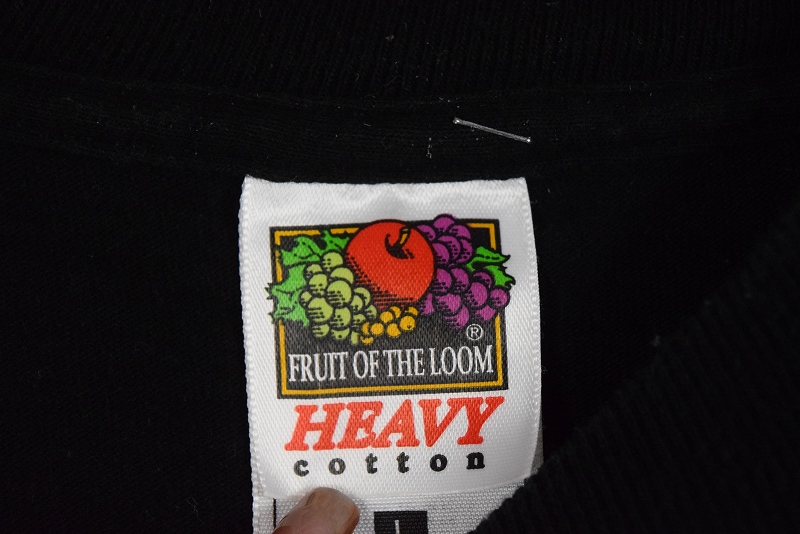 ®
FRUIT OF THE LOOM
HEAVY
cotton